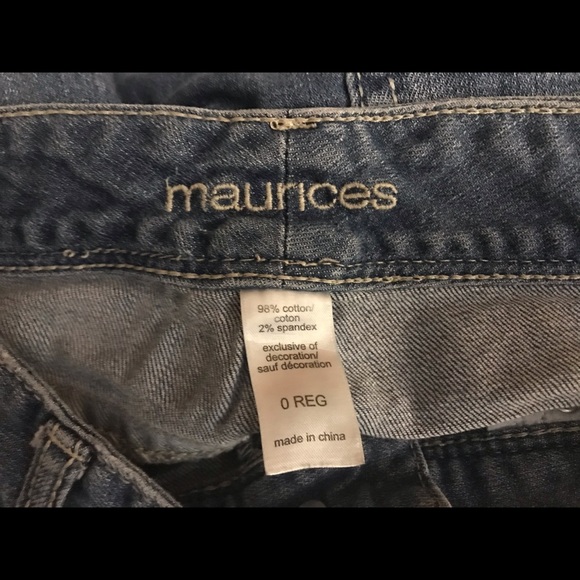 maurices
98% cotton/
coton
2% spandex
exclusive of
decoration/
sauf décoration
0 REG
made in china